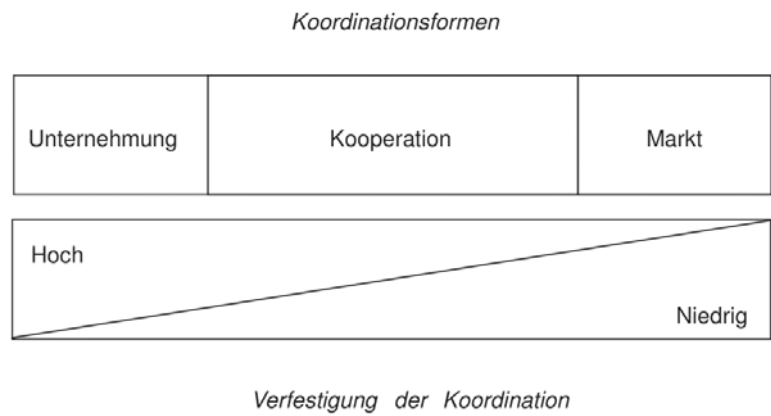 Koordinationsformen
Unternehmung Kooperation Markt
Hoch
Niedrig
Verfestigung der Koordination